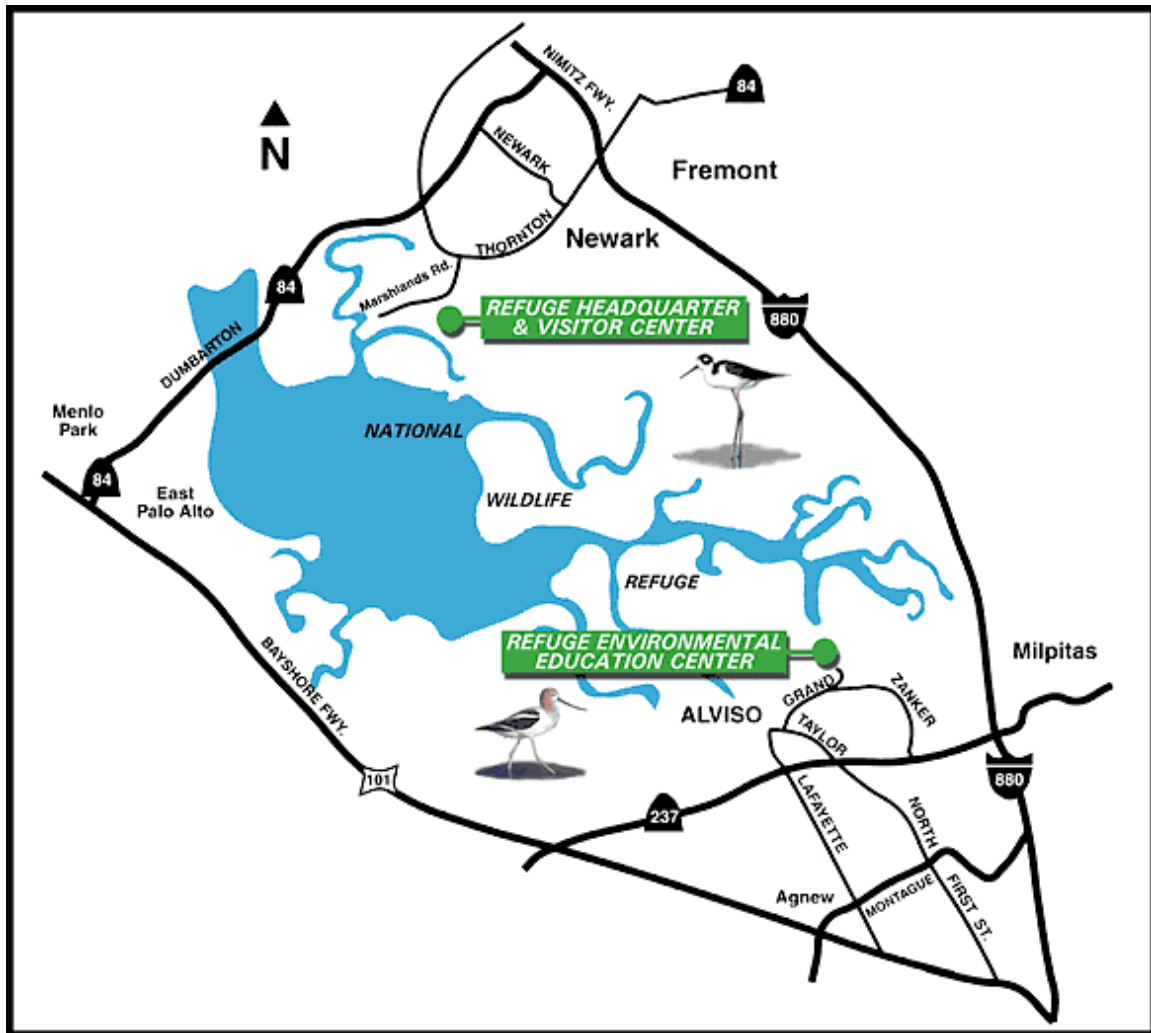 NIMITZ FWY.
84
N
NEWARK
Fremont
THORNTON
Newark
Marshlands Rd.
84
REFUGE HEADQUARTER
& VISITOR CENTER
880
DUMBARTON
Menlo
Park
NATIONAL
84
East
Palo Alto
WILDLIFE
REFUGE
REFUGE ENVIRONMENTAL
EDUCATION CENTER
Milpitas
BAYSHORE FWY.
GRAND
ZANKER
ALVISO
TAYLOR
101
880
237
LAFAYETTE
NORTH
FIRST ST.
Agnew
MONTAGUE